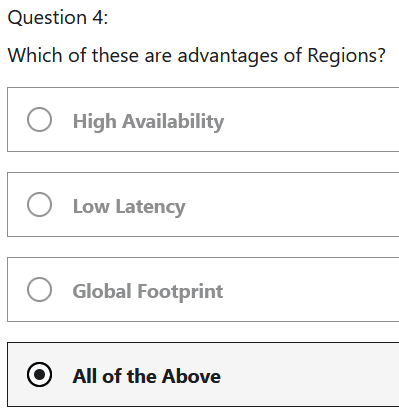 Question 4:
Which of these are advantages of Regions?
High Availability
Low Latency
Global Footprint
All of the Above